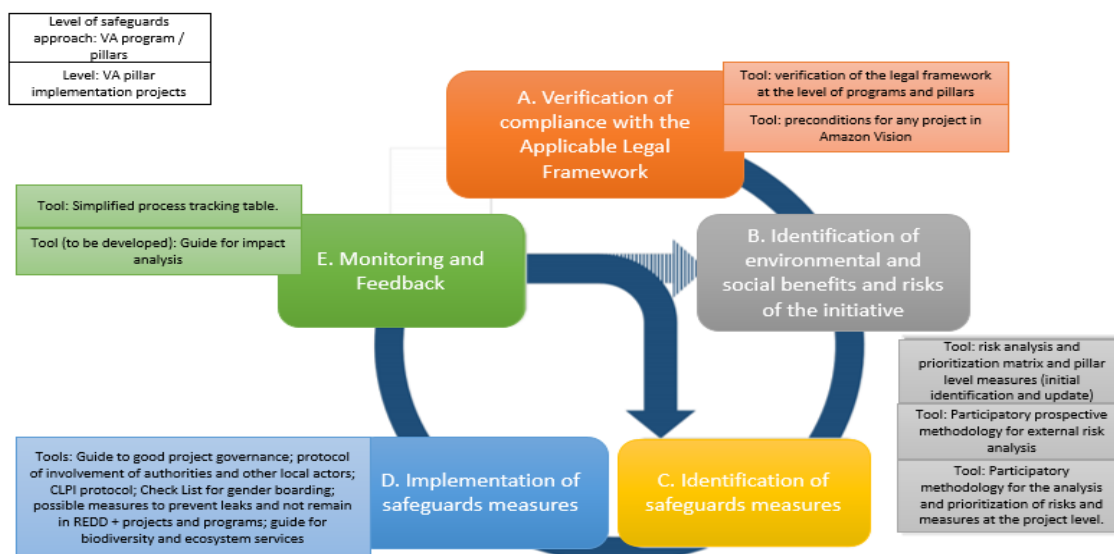 Level of safeguards
approach: VA program /
pillars
Level: VA pillar
implementation projects
A. Verification of
compliance with the
Applicable Legal
Framework
Tool: verification of the legal framework
at the level of programs and pillars
Tool: preconditions for any project in
Amazon Vision
Tool: Simplified process tracking table.
Tool (to be developed): Guide for impact
analysis
E. Monitoring and
Feedback
B. Identification of
environmental and
social benefits and risks
of the initiative
Tool: risk analysis and
prioritization matrix and pillar
level measures (initial
identification and update)
Tool: Participatory prospective
methodology for external risk
analysis
Tool: Participatory
methodology for the analysis
and prioritization of risks and
measures at the project level.
Tools: Guide to good project governance; protocol
of involvement of authorities and other local actors;
CLPI protocol; Check List for gender boarding;
possible measures to prevent leaks and not remain
in REDD + projects and programs; guide for
biodiversity and ecosystem services
D. Implementation of
safeguards measures
C. Identification of
safeguards measures